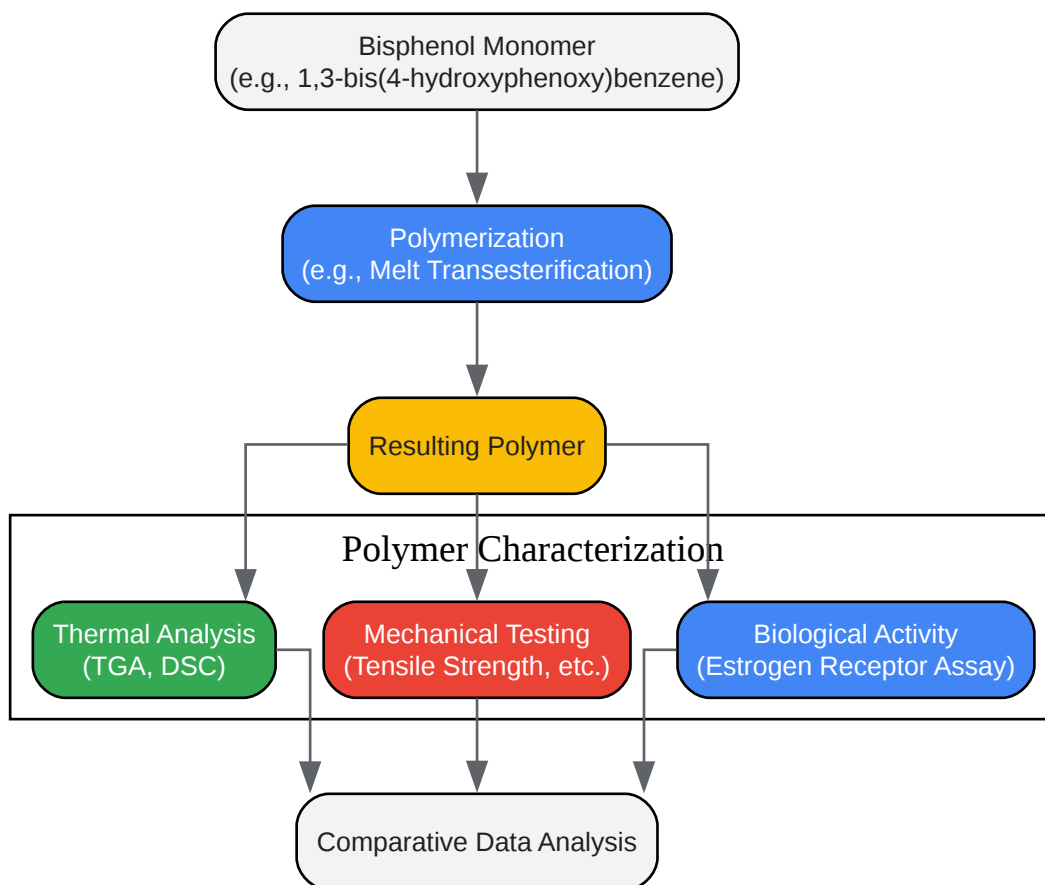 Bisphenol Monomer
(e.g., 1,3-bis(4-hydroxyphenoxy)benzene)
Polymerization
(e.g., Melt Transesterification)
Resulting Polymer
Polymer Characterization
Thermal Analysis
(TGA, DSC)
Mechanical Testing
(Tensile Strength, etc.)
Biological Activity
(Estrogen Receptor Assay)
Comparative Data Analysis